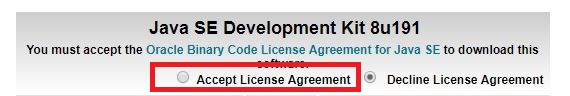 Java SE Development Kit 8u191
You must accept the Oracle Binary Code License Agreement for Java SE to download this
software.
Accept License Agreement Decline License Agreement